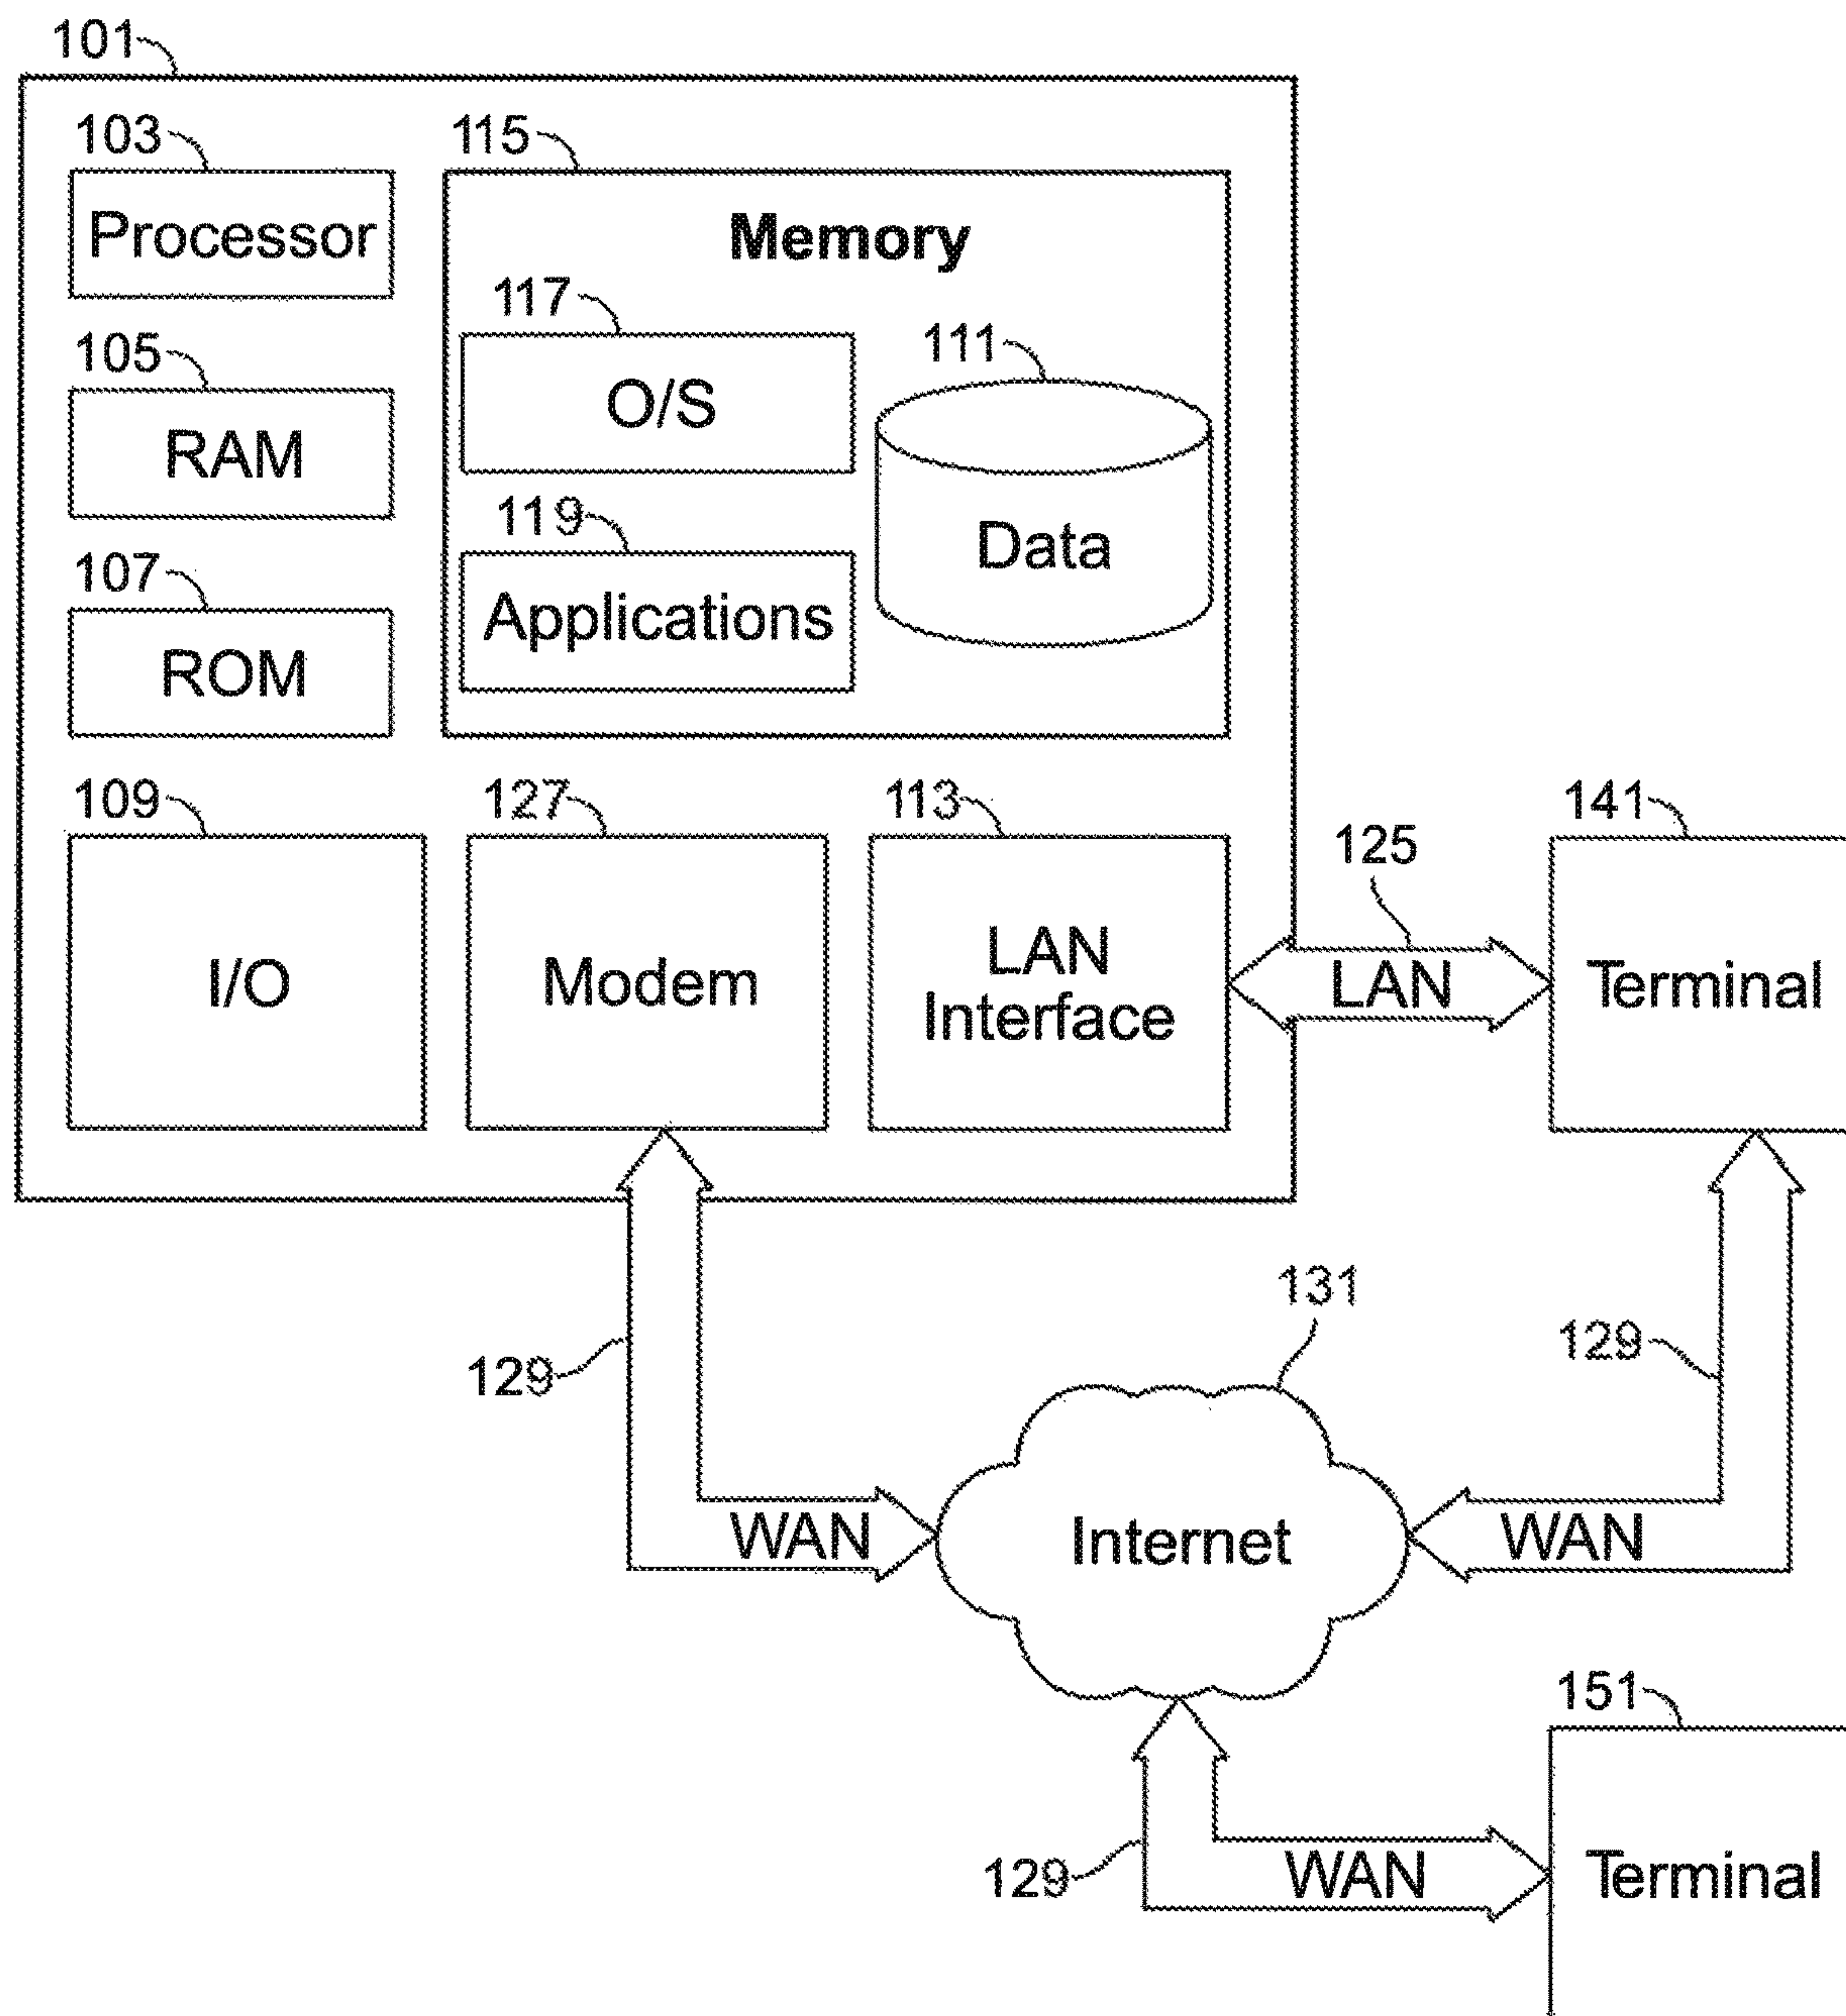 101
103
Processor
115
Memory
117
O/S
111
Data
105
RAM
119
Applications
107
ROM
109
I/O
127
Modem
113
LAN
Interface
125
LAN
141
Terminal
129
WAN
131
Internet
129
WAN
129
WAN
151
Terminal